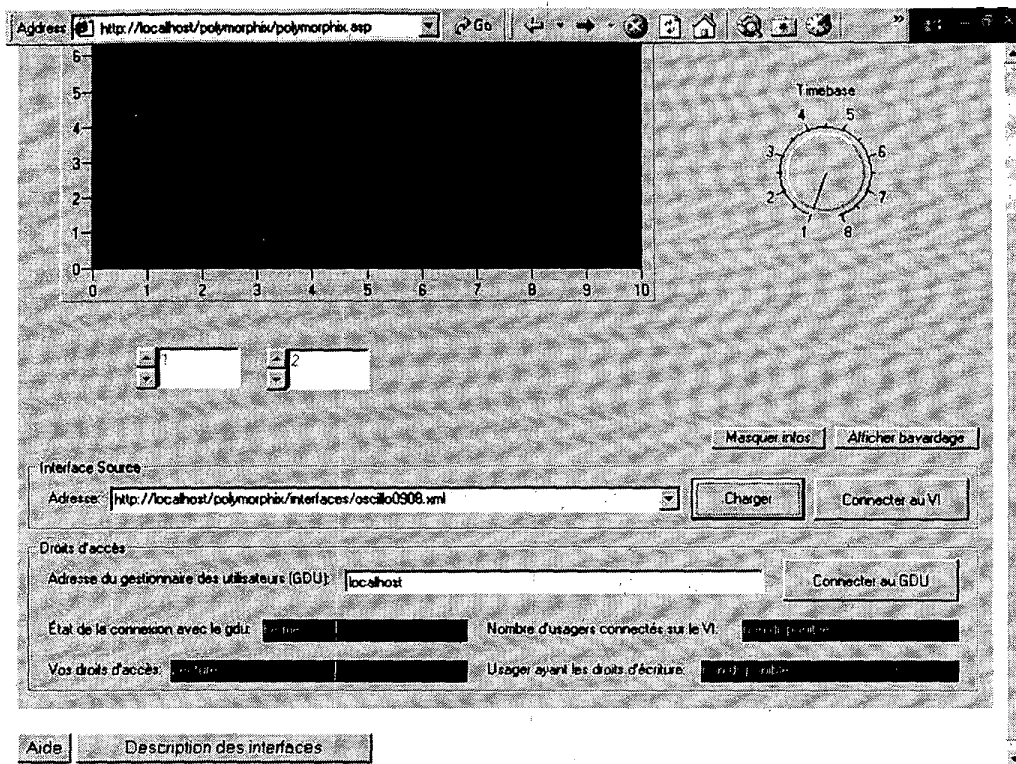 Address http://localhost/polymorphix/polymorphix.asp Go »
6
5
4
3
2
1
0
0 1 2 3 4 5 6 7 8 9 10
Timebase
4 5
3 6
2 7
1 8
1 2
Masquer infos Afficher bavardage
Interface Source
Adresse: http://localhost/polymorphix/interfaces/oscillo0908.xml Charger Connecter au VI
Droits d'accès
Adresse du gestionnaire des utilisateurs (GDU): localhost Connecter au GDU
État de la connexion avec le gdu: Nombre d'usagers connectés sur le VI:
Vos droits d'accès: Usager ayant les droits d'écriture:
Aide Description des interfaces